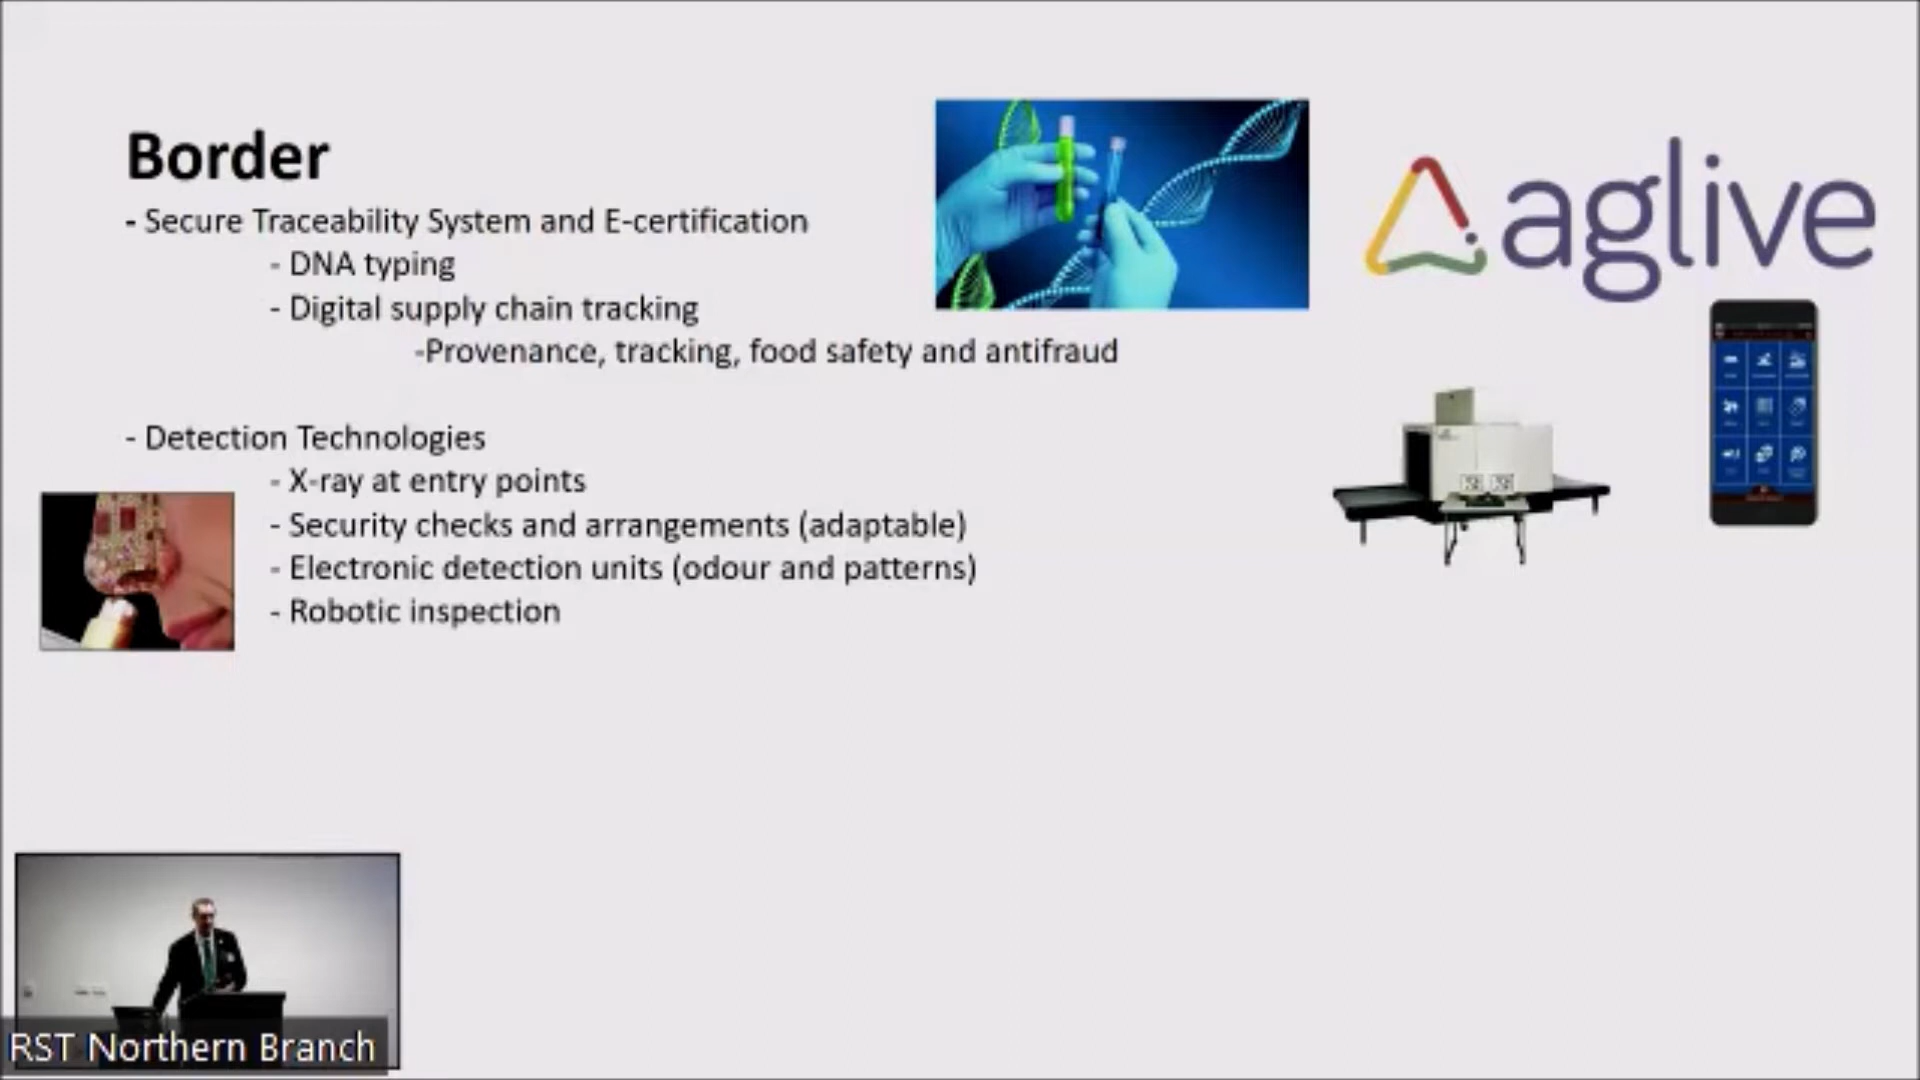 Border
- Secure Traceability System and E-certification
- DNA typing
- Digital supply chain tracking
-Provenance, tracking, food safety and antifraud
- Detection Technologies
- X-ray at entry points
- Security checks and arrangements (adaptable)
- Electronic detection units (odour and patterns)
- Robotic inspection
aglive
RST Northern Branch